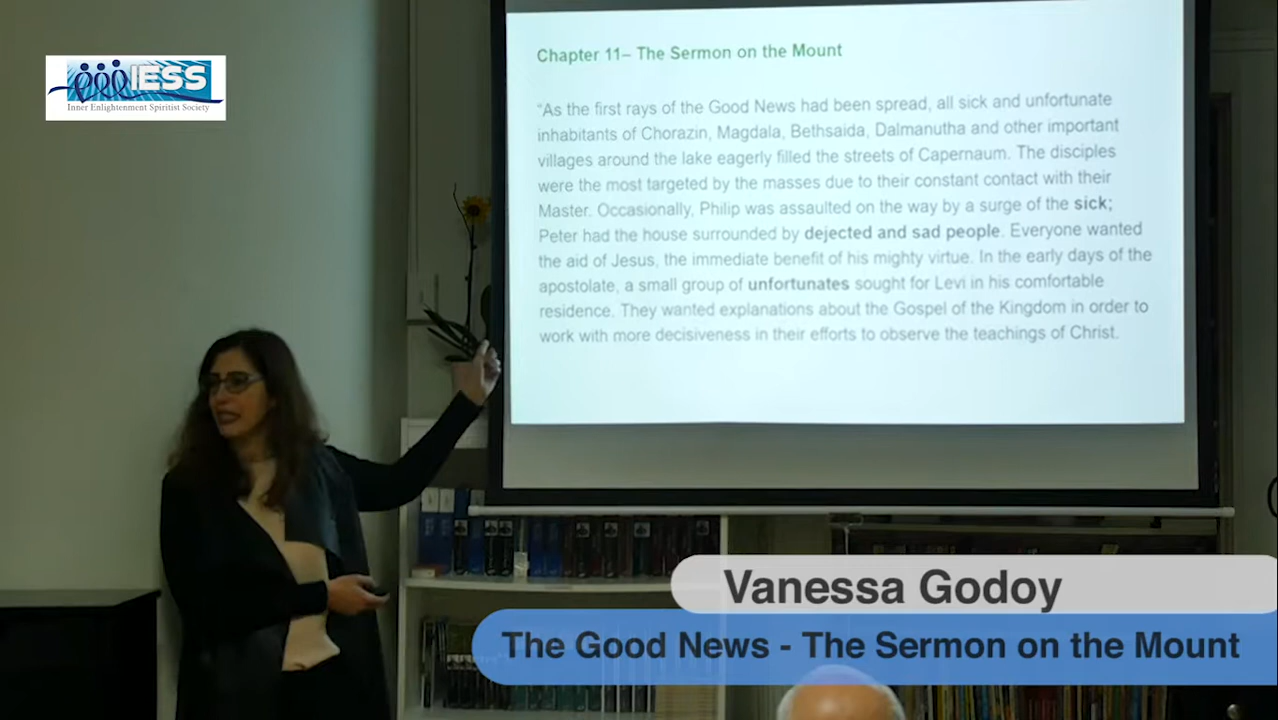 IESS
Inner Enlightenment Spiritist Society
Chapter 11– The Sermon on the Mount
“As the first rays of the Good News had been spread, all sick and unfortunate
inhabitants of Chorazin, Magdala, Bethsaida, Dalmanutha and other important
villages around the lake eagerly filled the streets of Capernaum. The disciples
were the most targeted by the masses due to their constant contact with their
Master. Occasionally, Philip was assaulted on the way by a surge of the sick;
Peter had the house surrounded by dejected and sad people. Everyone wanted
the aid of Jesus, the immediate benefit of his mighty virtue. In the early days of the
apostolate, a small group of unfortunates sought for Levi in his comfortable
residence. They wanted explanations about the Gospel of the Kingdom in order to
work with more decisiveness in their efforts to observe the teachings of Christ.
Vanessa Godoy
The Good News - The Sermon on the Mount